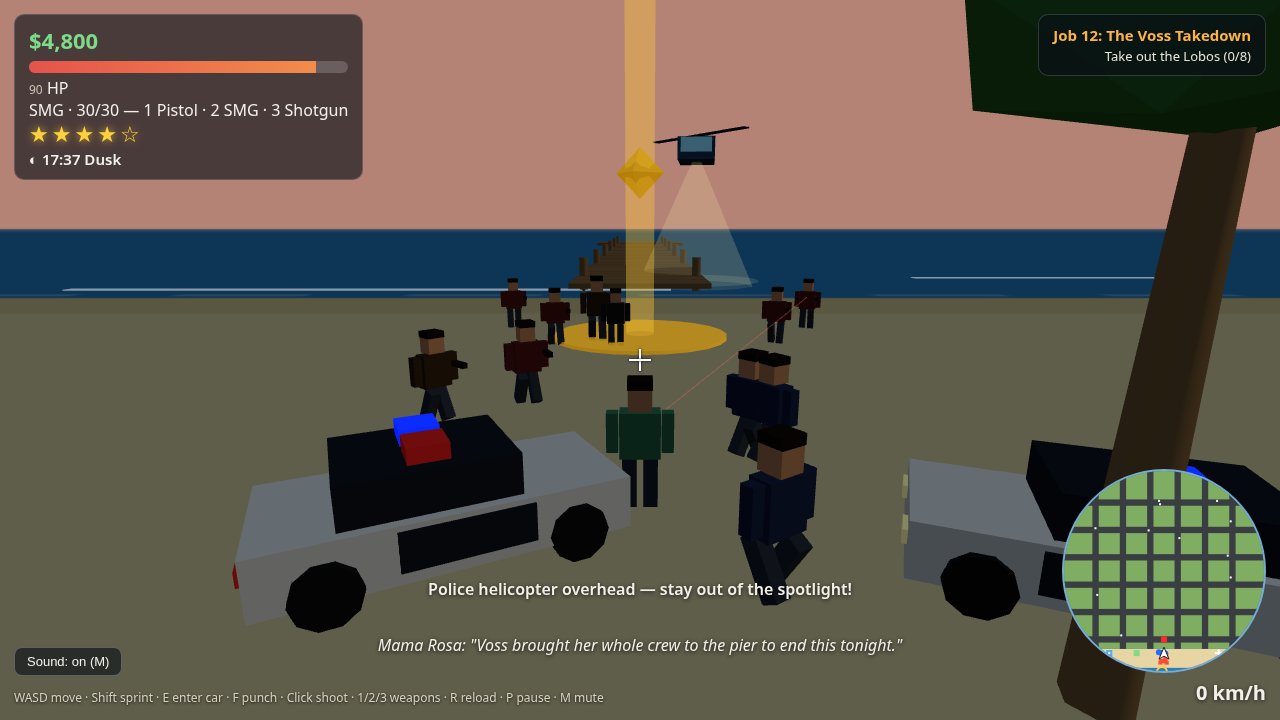 $4,800
90 HP
SMG · 30/30 — 1 Pistol · 2 SMG · 3 Shotgun
★★★★☆
17:37 Dusk
Job 12: The Voss Takedown
Take out the Lobos (0/8)
Police helicopter overhead — stay out of the spotlight!
Mama Rosa: "Voss brought her whole crew to the pier to end this tonight."
Sound: on (M)
WASD move · Shift sprint · E enter car · F punch · Click shoot · 1/2/3 weapons · R reload · P pause · M mute
0 km/h